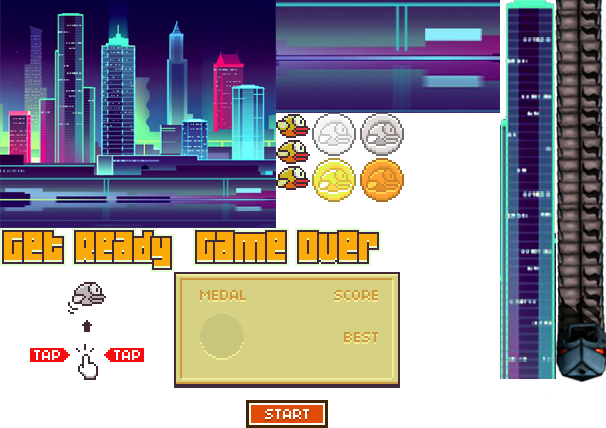 Get Ready
Game Over
MEDAL
SCORE
BEST
TAP
TAP
START